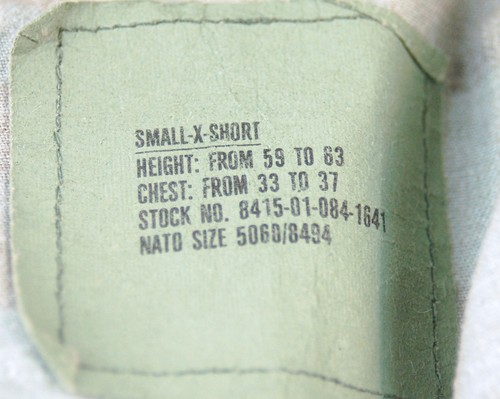 SMALL-X-SHORT
HEIGHT: FROM 59 TO 63
CHEST: FROM 33 TO 37
STOCK NO. 8415-01-084-1641
NATO SIZE 5060/8494